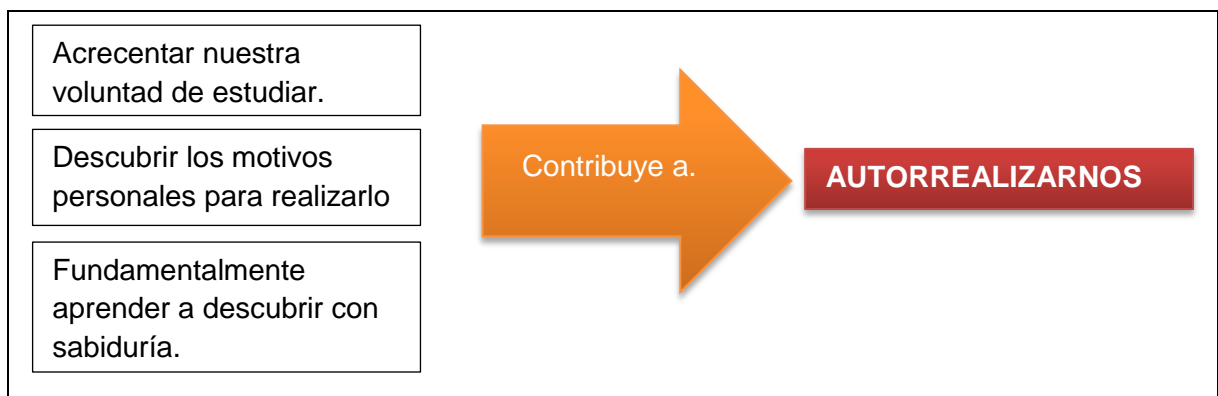 Acrecentar nuestra
voluntad de estudiar.
Descubrir los motivos
personales para realizarlo
Fundamentalmente
aprender a descubrir con
sabiduría.
Contribuye a.
AUTORREALIZARNOS